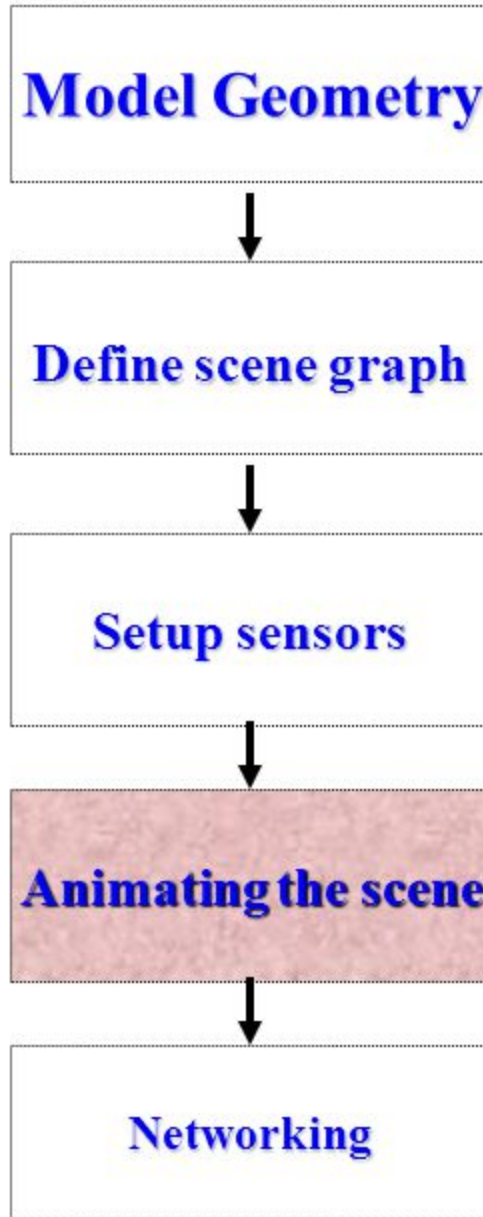 Model Geometry
Define scene graph
Setup sensors
Animating the scene
Networking